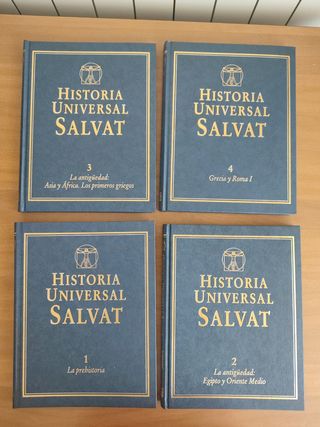 HISTORIA
UNIVERSAL
SALVAT
3
La antigüedad:
Asia y África. Los primeros griegos
HISTORIA
UNIVERSAL
SALVAT
4
Grecia y Roma I
HISTORIA
UNIVERSAL
SALVAT
1
La prehistoria
HISTORIA
UNIVERSAL
SALVAT
2
La antigüedad:
Egipto y Oriente Medio